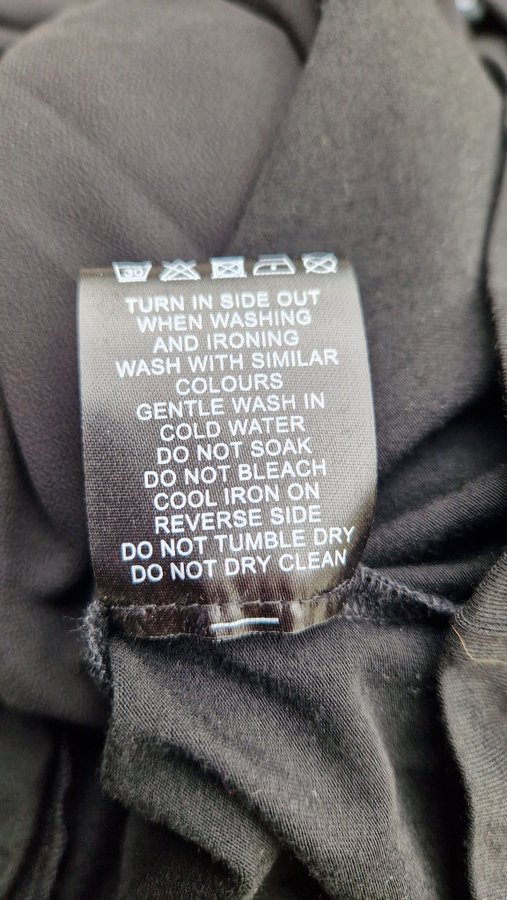 30
TURN IN SIDE OUT
WHEN WASHING
AND IRONING
WASH WITH SIMILAR
COLOURS
GENTLE WASH IN
COLD WATER
DO NOT SOAK
DO NOT BLEACH
COOL IRON ON
REVERSE SIDE
DO NOT TUMBLE DRY
DO NOT DRY CLEAN